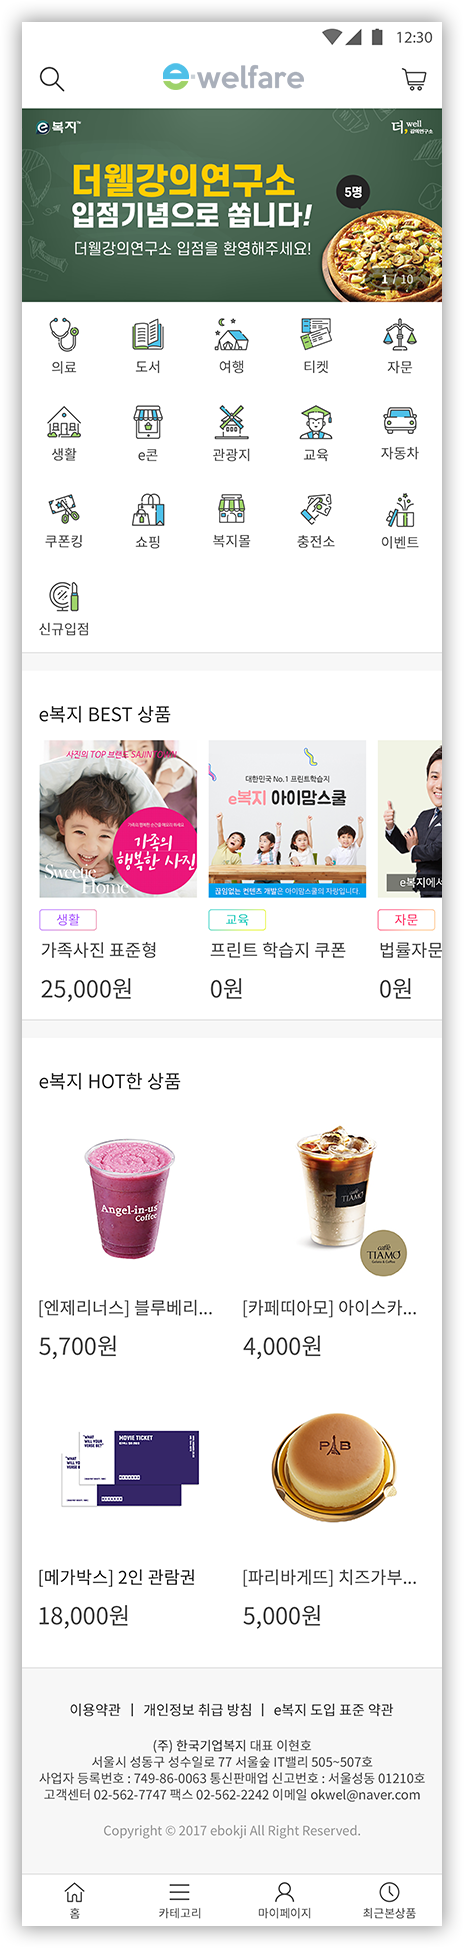 12:30
e-welfare
e복지™
더, well 강의연구소
더웰강의연구소
입점기념으로 쏩니다!
5명
더웰강의연구소 입점을 환영해주세요!
1 / 10
의료 도서 여행 티켓 자문
생활 e콘 관광지 교육 자동차
쿠폰킹 쇼핑 복지몰 충전소 이벤트
신규입점
e복지 BEST 상품
사진의 TOP 브랜드 SAJINTOWN
가족의
행복한 사진
Sweetie
Home
대한민국 No.1 프린트학습지
e복지 아이맘스쿨
끊임없는 컨텐츠 개발은 아이맘스쿨의 자랑입니다.
e복지에서
생활 교육 자문
가족사진 표준형 프린트 학습지 쿠폰 법률자문
25,000원 0원 0원
e복지 HOT한 상품
Angel-in-us
Coffee
caffé
TIAMO
caffé
TIAMO
Gelato & Coffee
[엔제리너스] 블루베리... [카페띠아모] 아이스카...
5,700원 4,000원
"WHAT
WILL YOUR
VERSE BE?"
MOVIE TICKET
"WHAT
WILL YO
VERSE B
P B
[메가박스] 2인 관람권 [파리바게뜨] 치즈가부...
18,000원 5,000원
이용약관 | 개인정보 취급 방침 | e복지 도입 표준 약관
(주) 한국기업복지 대표 이현호
서울시 성동구 성수일로 77 서울숲 IT밸리 505~507호
사업자 등록번호 : 749-86-0063 통신판매업 신고번호 : 서울성동 01210호
고객센터 02-562-7747 팩스 02-562-2242 이메일 okwel@naver.com
Copyright © 2017 ebokji All Right Reserved.
홈 카테고리 마이페이지 최근본상품